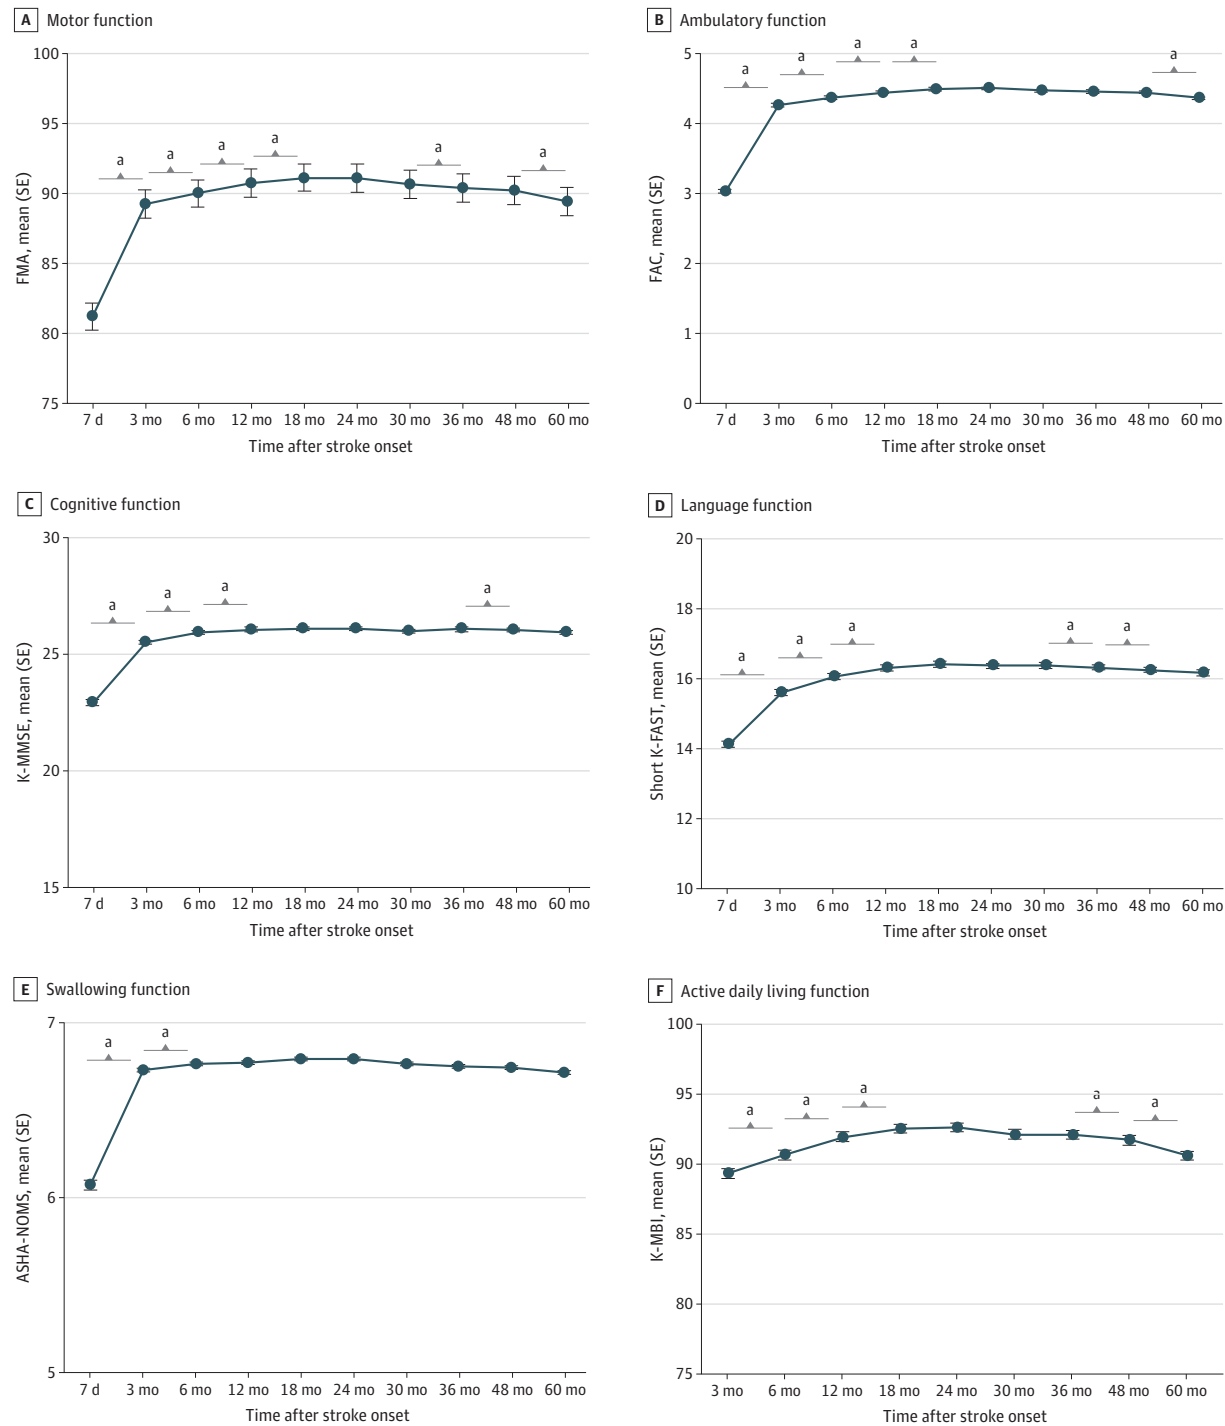 A Motor function
100
95
90
85
80
75
FMA, mean (SE)
a
a
a
a
a
a
7 d 3 mo 6 mo 12 mo 18 mo 24 mo 30 mo 36 mo 48 mo 60 mo
Time after stroke onset
B Ambulatory function
5
4
3
2
1
0
FAC, mean (SE)
a
a
a
a
a
7 d 3 mo 6 mo 12 mo 18 mo 24 mo 30 mo 36 mo 48 mo 60 mo
Time after stroke onset
C Cognitive function
30
25
20
15
K-MMSE, mean (SE)
a
a
a
a
7 d 3 mo 6 mo 12 mo 18 mo 24 mo 30 mo 36 mo 48 mo 60 mo
Time after stroke onset
D Language function
20
18
16
14
12
10
Short K-FAST, mean (SE)
a
a
a
a
a
7 d 3 mo 6 mo 12 mo 18 mo 24 mo 30 mo 36 mo 48 mo 60 mo
Time after stroke onset
E Swallowing function
7
6
5
ASHA-NOMS, mean (SE)
a
a
7 d 3 mo 6 mo 12 mo 18 mo 24 mo 30 mo 36 mo 48 mo 60 mo
Time after stroke onset
F Active daily living function
100
95
90
85
80
75
K-MBI, mean (SE)
a
a
a
a
a
3 mo 6 mo 12 mo 18 mo 24 mo 30 mo 36 mo 48 mo 60 mo
Time after stroke onset